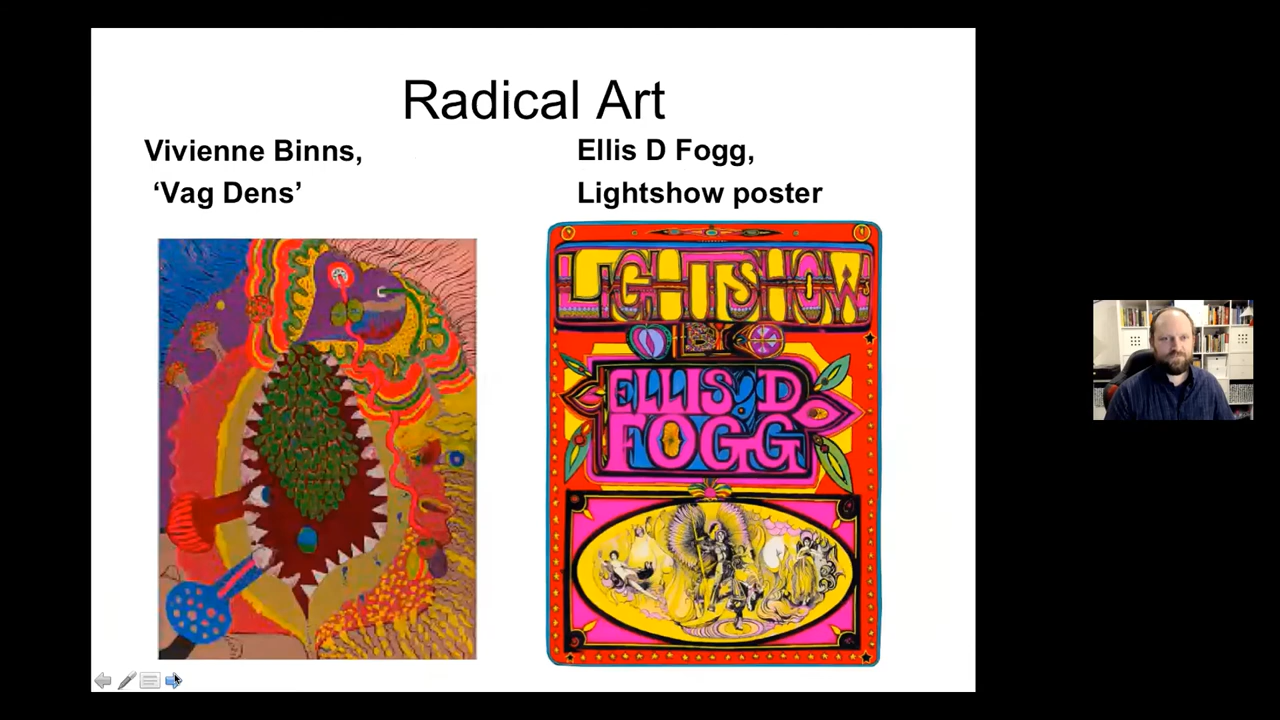 Radical Art
Vivienne Binns,
‘Vag Dens’
Ellis D Fogg,
Lightshow poster
LIGHTSHOW
BY
ELLIS D
FOGG